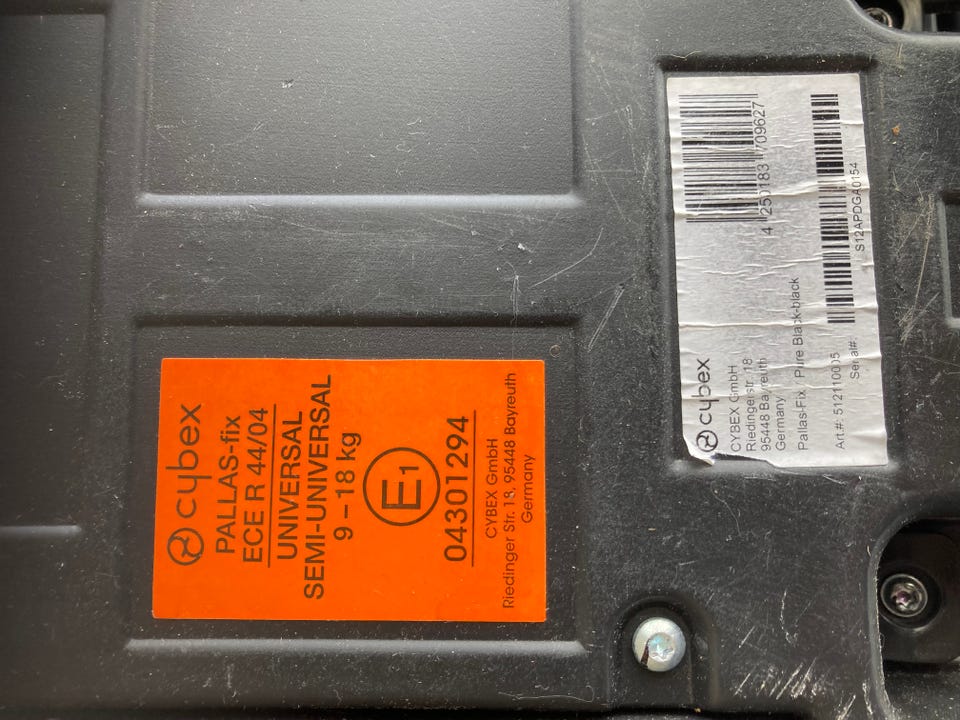 cybex
PALLAS-fix
ECE R 44/04
UNIVERSAL
SEMI-UNIVERSAL
9 – 18 kg
E1
04301294
CYBEX GmbH
Riedinger Str. 18, 95448 Bayreuth
Germany
cybex
CYBEX GmbH
Riedingerstr. 18
95448 Bayreuth
Germany
4 250183 709627
Pallas-Fix / Pure Black-black
Art.#: 512110005
Serial#.
S12APDGA0154